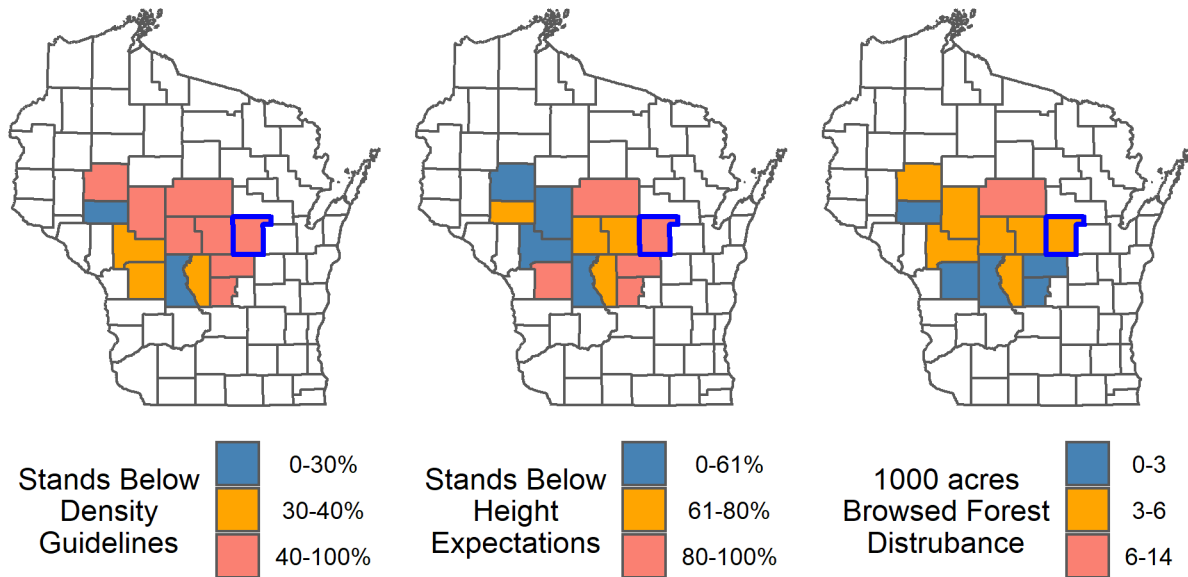 Stands Below
Density
Guidelines
0-30%
30-40%
40-100%
Stands Below
Height
Expectations
0-61%
61-80%
80-100%
1000 acres
Browsed Forest
Distrubance
0-3
3-6
6-14